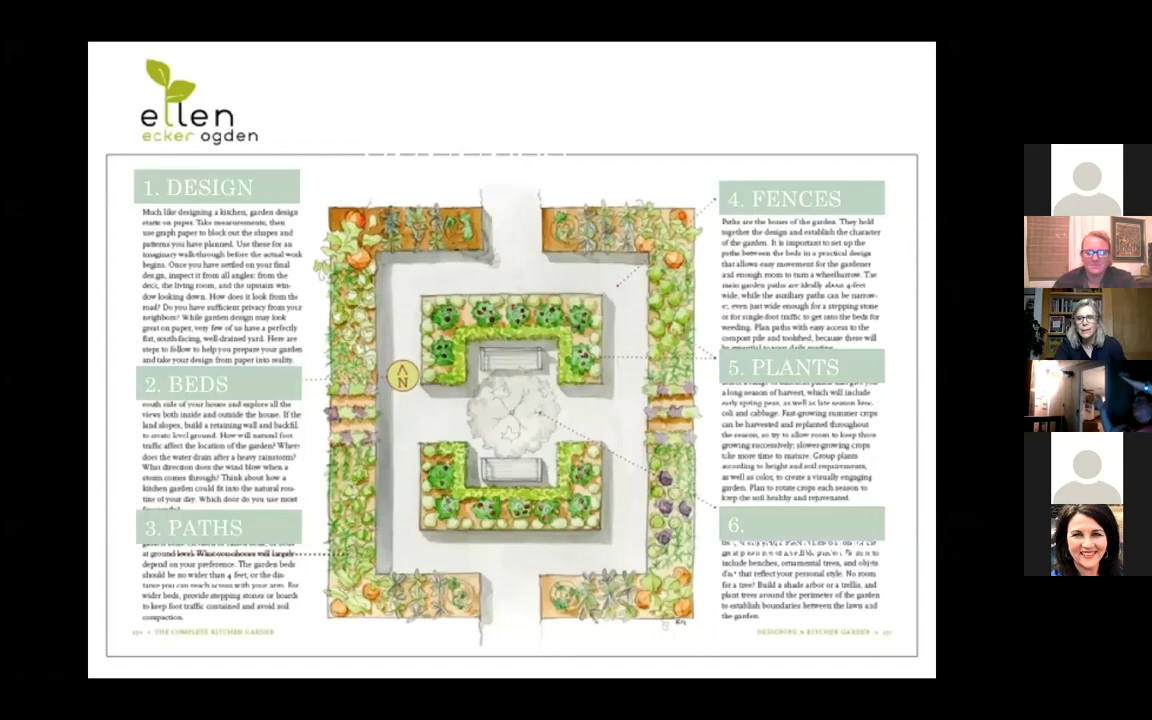 ellen
ecker ogden
1. DESIGN
Much like designing a kitchen, garden design
starts on paper. Take measurements, then
use graph paper to block out the shapes and
patterns you have planned. Use these for an
imaginary walk-through before the actual work
begins. Once you have settled on your final
design, inspect it from all angles: from the
deck, the living room, and the upstairs win-
dow looking down. How does it look from the
road? Do you have sufficient privacy from your
neighbors? While garden design may look
great on paper, very few of us have a perfectly
flat, south-facing, well-drained yard. Here are
steps to follow to help you prepare your garden
and take your design from paper into reality.
2. BEDS
south side of your house and explore all the
views both inside and outside the house. If the
land slopes, build a retaining wall and backfill
to create level ground. How will natural foot
traffic affect the location of the garden? Where
does the water drain after a heavy rainstorm?
What direction does the wind blow when a
storm comes through? Think about how a
kitchen garden could fit into the natural rou-
tine of your day. Which door do you use most
frequently?
3. PATHS
at ground level. What you choose will largely
depend on your preference. The garden beds
should be no wider than 4 feet, or the dis-
tance you can reach across with your arm. For
wider beds, provide stepping stones or boards
to keep foot traffic contained and avoid soil
compaction.
THE COMPLETE KITCHEN GARDEN
N
4. FENCES
Paths are the bones of the garden. They hold
together the design and establish the character
of the garden. It is important to set up the
paths between the beds in a practical design
that allows easy movement for the gardener
and enough room to turn a wheelbarrow. The
main garden paths are ideally about 4-feet
wide, while the auxiliary paths can be narrow-
er, even just wide enough for a stepping stone
or for single-foot traffic to get into the beds for
weeding. Plan paths with easy access to the
compost pile and toolshed, because these will
be essential to your daily routine.
5. PLANTS
a long season of harvest, which will include
early spring peas, as well as late season broc-
coli and cabbage. Fast-growing summer crops
can be harvested and replanted throughout
the season, so try to allow room to keep these
growing successively; slower-growing crops
take more time to mature. Group plants
according to height and soil requirements,
as well as color, to create a visually engaging
garden. Plan to rotate crops each season to
keep the soil healthy and rejuvenated.
6.
include benches, ornamental trees, and objets
d'art that reflect your personal style. No room
for a tree? Build a shade arbor or a trellis, and
plant trees around the perimeter of the garden
to establish boundaries between the lawn and
the garden.
DESIGNING A KITCHEN GARDEN